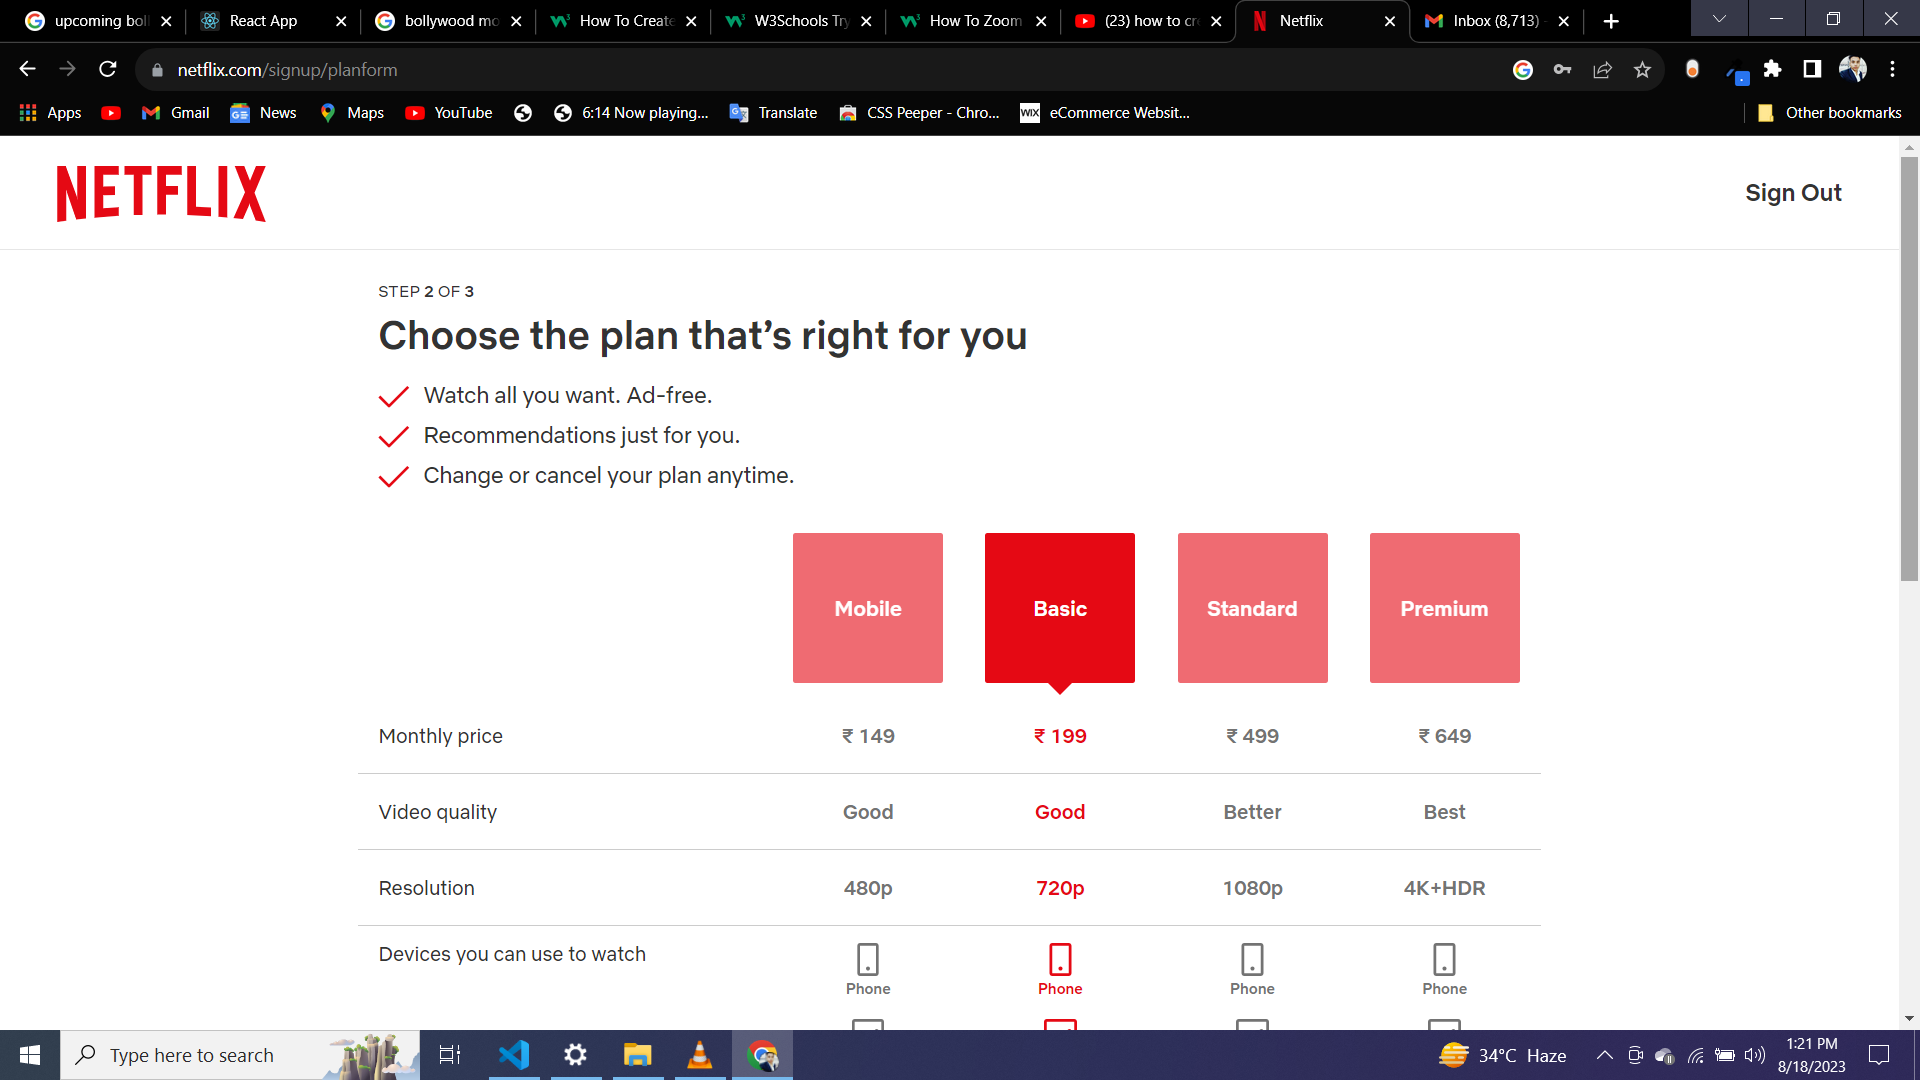 upcoming boll
React App
bollywood mo
How To Create
W3Schools Try
How To Zoom
(23) how to cr
Netflix
Inbox (8,713)
netflix.com/signup/planform
Apps
Gmail
News
Maps
YouTube
6:14 Now playing...
Translate
CSS Peeper - Chro...
WIX
eCommerce Websit...
Other bookmarks
NETFLIX
Sign Out
STEP 2 OF 3
Choose the plan that’s right for you
Watch all you want. Ad-free.
Recommendations just for you.
Change or cancel your plan anytime.
Mobile Basic Standard Premium
Monthly price ₹ 149 ₹ 199 ₹ 499 ₹ 649
Video quality Good Good Better Best
Resolution 480p 720p 1080p 4K+HDR
Devices you can use to watch
Phone Phone Phone Phone
Type here to search
34°C Haze
1:21 PM
8/18/2023